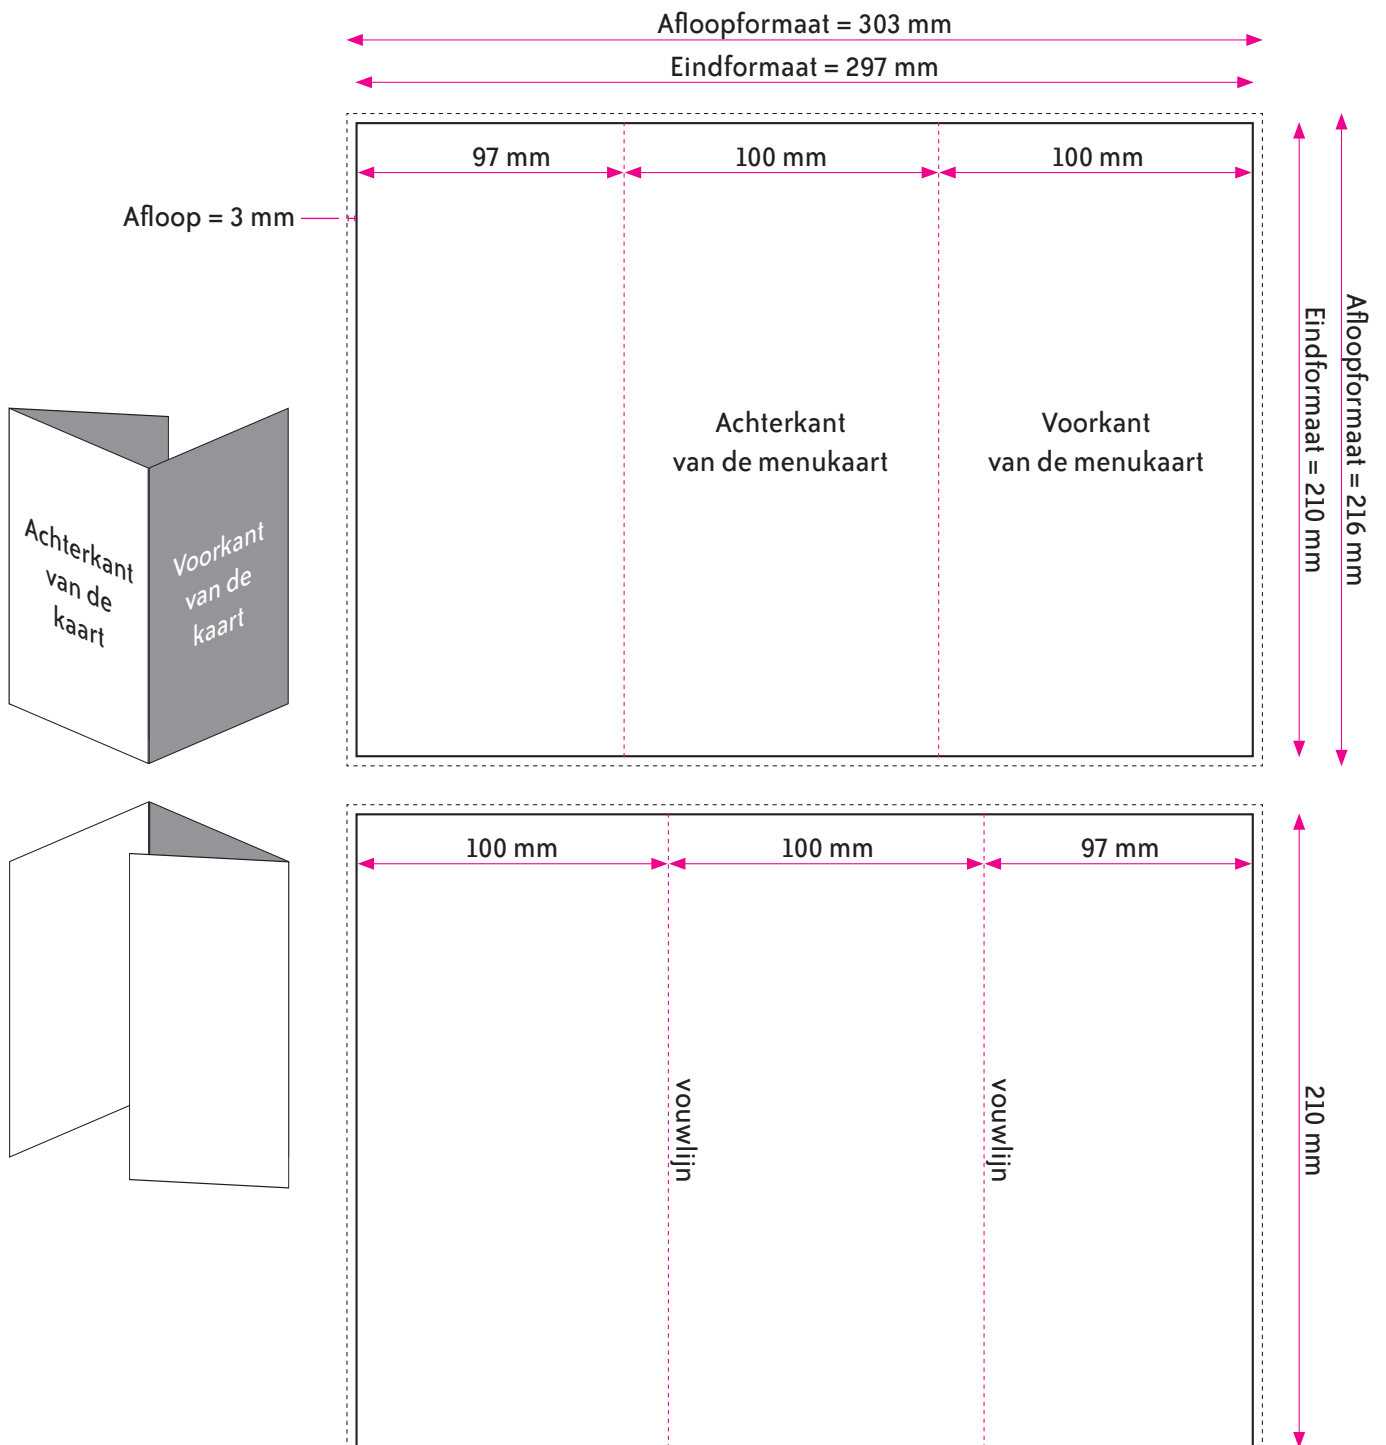 Afloopformaat = 303 mm
Eindformaat = 297 mm
97 mm
100 mm
100 mm
Afloop = 3 mm
Achterkant
van de menukaart
Voorkant
van de menukaart
Eindformaat = 210 mm
Afloopformaat = 216 mm
Achterkant
van de
kaart
Voorkant
van de
kaart
100 mm
100 mm
97 mm
vouwlijn
vouwlijn
210 mm